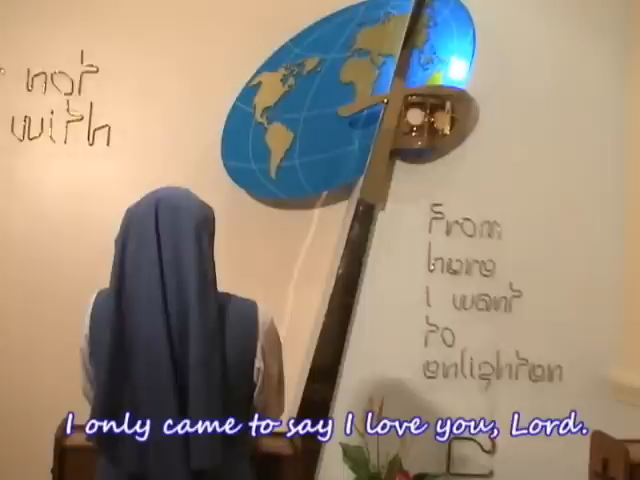 not
with
From
here
I want
to
enlighten
I only came to say I love you, Lord.